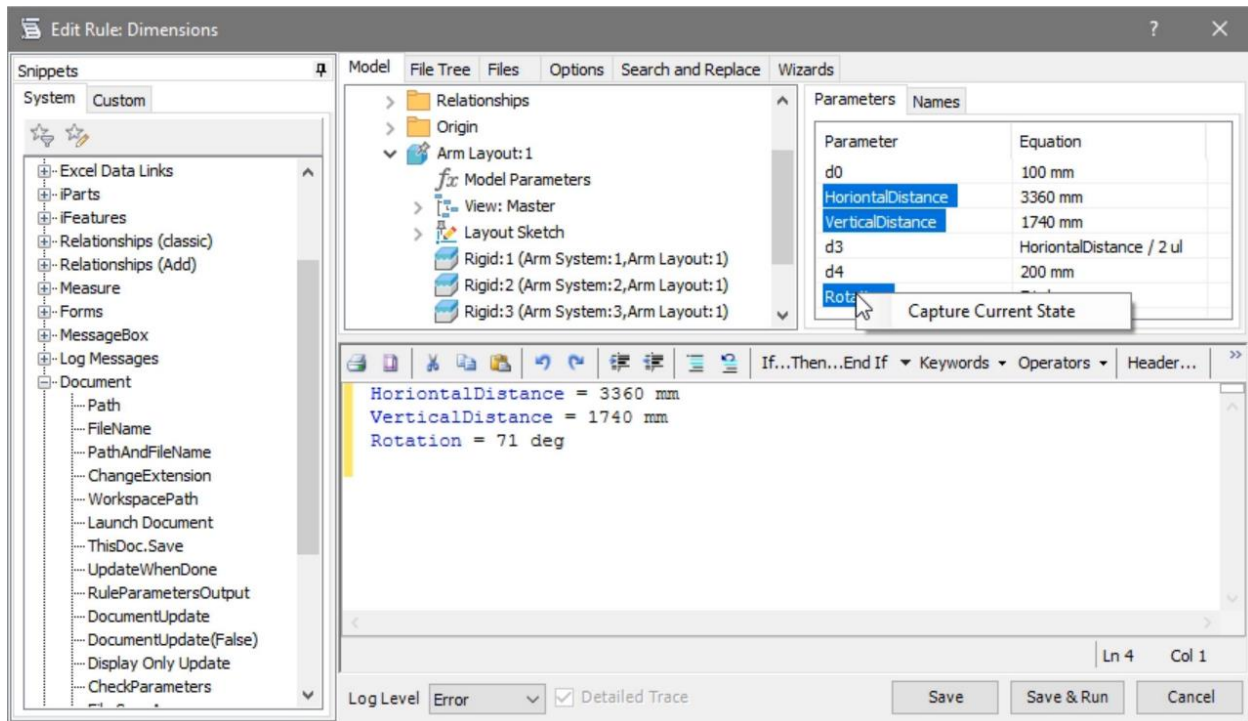 Edit Rule: Dimensions
?
Snippets
System Custom
Excel Data Links
iParts
iFeatures
Relationships (classic)
Relationships (Add)
Measure
Forms
MessageBox
Log Messages
Document
Path
FileName
PathAndFileName
ChangeExtension
WorkspacePath
Launch Document
ThisDoc.Save
UpdateWhenDone
RuleParametersOutput
DocumentUpdate
DocumentUpdate(False)
Display Only Update
CheckParameters
Model File Tree Files Options Search and Replace Wizards
Relationships
Origin
Arm Layout:1
fx Model Parameters
View: Master
Layout Sketch
Rigid:1 (Arm System:1,Arm Layout:1)
Rigid:2 (Arm System:2,Arm Layout:1)
Rigid:3 (Arm System:3,Arm Layout:1)
Parameters Names
Parameter Equation
d0 100 mm
HoriontalDistance 3360 mm
VerticalDistance 1740 mm
d3 HoriontalDistance / 2 ul
d4 200 mm
Capture Current State
If...Then...End If Keywords Operators Header... »
HoriontalDistance = 3360 mm
VerticalDistance = 1740 mm
Rotation = 71 deg
Ln 4 Col 1
Log Level Error Detailed Trace Save Save & Run Cancel